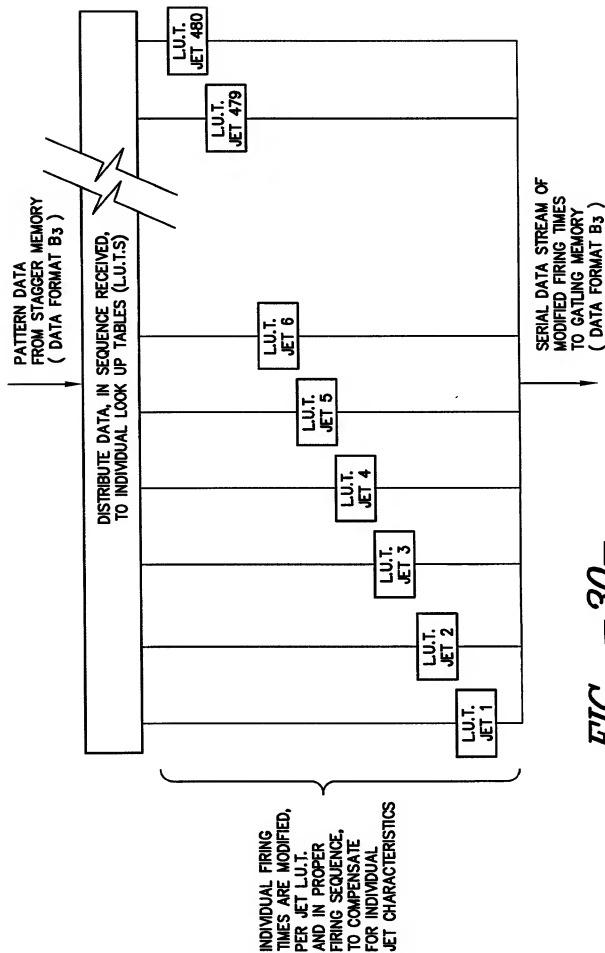 PATTERN DATA
FROM STAGGER MEMORY
( DATA FORMAT B3 )
DISTRIBUTE DATA, IN SEQUENCE RECEIVED,
TO INDIVIDUAL LOOK UP TABLES (L.U.T.S)
INDIVIDUAL FIRING
TIMES ARE MODIFIED,
PER JET L.U.T.
AND IN PROPER
FIRING SEQUENCE,
TO COMPENSATE
FOR INDIVIDUAL
JET CHARACTERISTICS
L.U.T.
JET 1
L.U.T.
JET 2
L.U.T.
JET 3
L.U.T.
JET 4
L.U.T.
JET 5
L.U.T.
JET 6
L.U.T.
JET 479
L.U.T.
JET 480
SERIAL DATA STREAM OF
MODIFIED FIRING TIMES
TO GATLING MEMORY
( DATA FORMAT B3 )
FIG. -30-